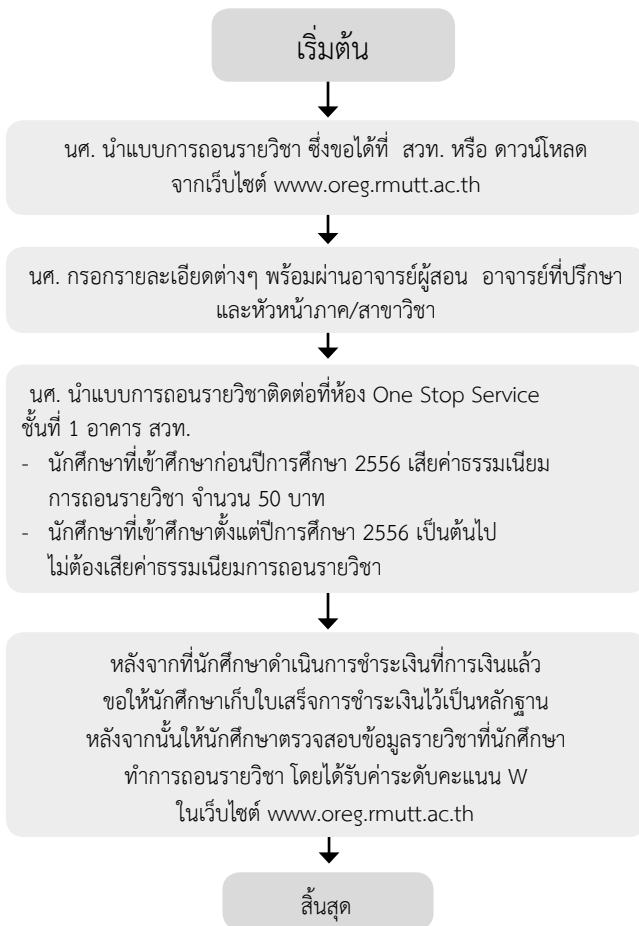 เริ่มต้น
นศ. นำแบบการถอนรายวิชา ซึ่งขอได้ที่ สวท. หรือ ดาวน์โหลด
จากเว็บไซต์ www.oreg.rmutt.ac.th
นศ. กรอกรายละเอียดต่างๆ พร้อมผ่านอาจารย์ผู้สอน อาจารย์ที่ปรึกษา
และหัวหน้าภาค/สาขาวิชา
นศ. นำแบบการถอนรายวิชาติดต่อที่ห้อง One Stop Service
ชั้นที่ 1 อาคาร สวท.
- นักศึกษาที่เข้าศึกษาก่อนปีการศึกษา 2556 เสียค่าธรรมเนียม
การถอนรายวิชา จำนวน 50 บาท
- นักศึกษาที่เข้าศึกษาตั้งแต่ปีการศึกษา 2556 เป็นต้นไป
ไม่ต้องเสียค่าธรรมเนียมการถอนรายวิชา
หลังจากที่นักศึกษาดำเนินการชำระเงินที่การเงินแล้ว
ขอให้นักศึกษาเก็บใบเสร็จการชำระเงินไว้เป็นหลักฐาน
หลังจากนั้นให้นักศึกษาตรวจสอบข้อมูลรายวิชาที่นักศึกษา
ทำการถอนรายวิชา โดยได้รับค่าระดับคะแนน W
ในเว็บไซต์ www.oreg.rmutt.ac.th
สิ้นสุด